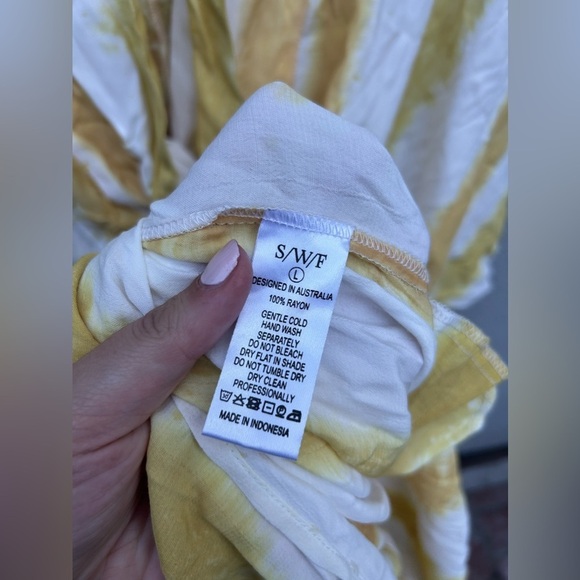 S/W/F
L
DESIGNED IN AUSTRALIA
100% RAYON
GENTLE COLD
HAND WASH
SEPARATELY
DO NOT BLEACH
DRY FLAT IN SHADE
DO NOT TUMBLE DRY
DRY CLEAN
PROFESSIONALLY
MADE IN INDONESIA